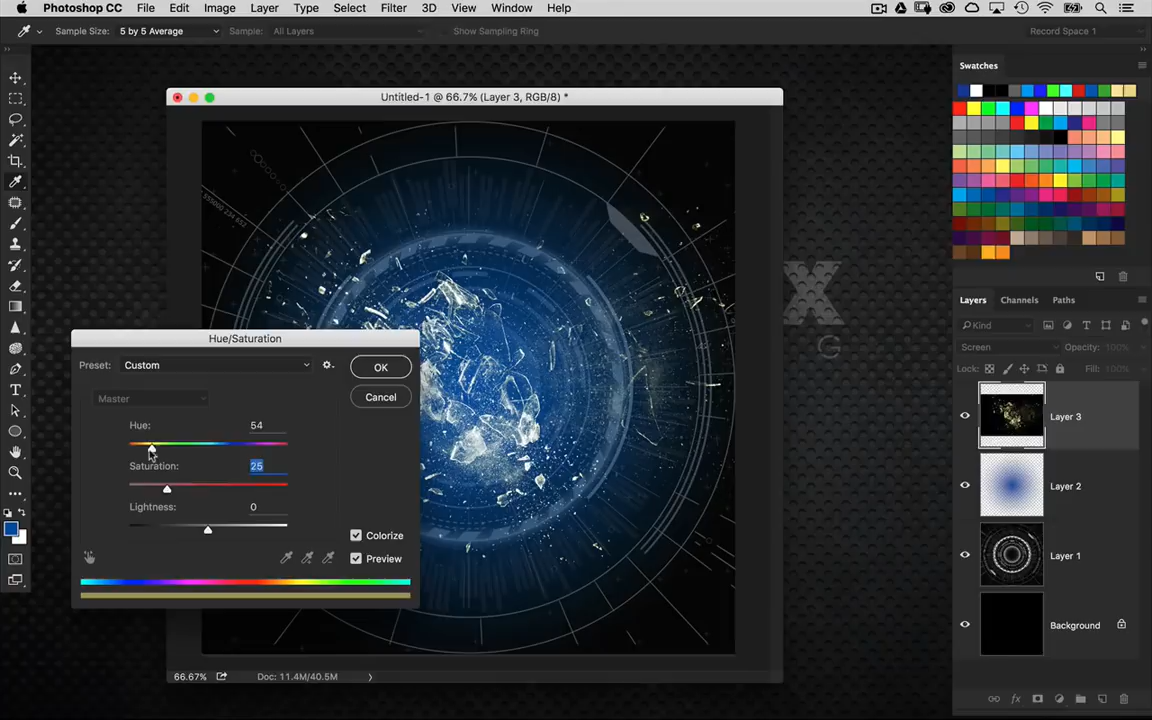 Photoshop CC File Edit Image Layer Type Select Filter 3D View Window Help
Sample Size: 5 by 5 Average Sample: All Layers Show Sampling Ring Record Space 1
Swatches
Untitled-1 @ 66.7% (Layer 3, RGB/8) *
X
G
Hue/Saturation
Preset: Custom
OK
Cancel
Master
Hue: 54
Saturation: 25
Lightness: 0
Colorize
Preview
66.67% Doc: 11.4M/40.5M
Layers Channels Paths
Kind
Screen Opacity: 100%
Lock: Fill: 100%
Layer 3
Layer 2
Layer 1
Background